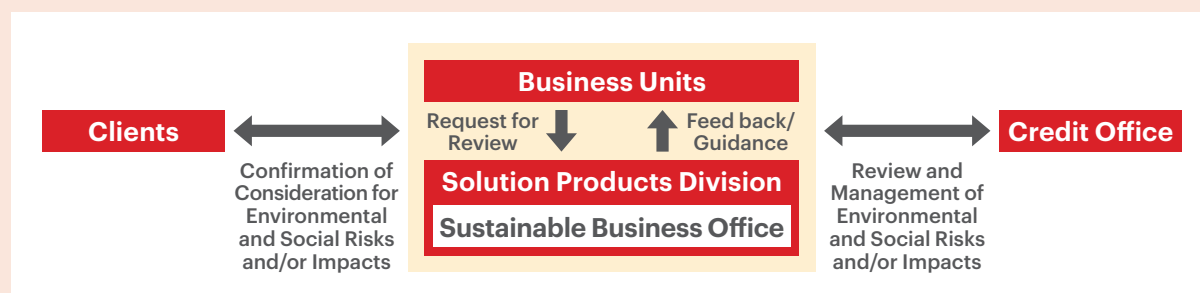 Clients
Confirmation of
Consideration for
Environmental
and Social Risks
and/or Impacts
Business Units
Request for
Review
Feed back/
Guidance
Solution Products Division
Sustainable Business Office
Review and
Management of
Environmental
and Social Risks
and/or Impacts
Credit Office